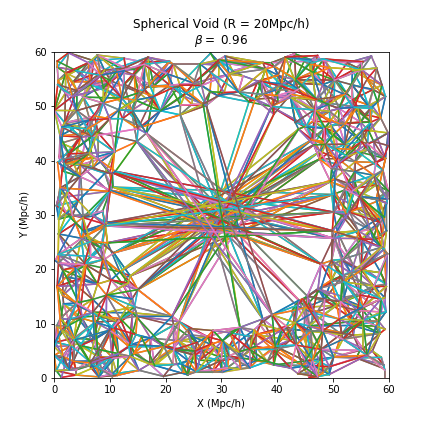 Spherical Void (R = 20Mpc/h)
β = 0.96
60
50
40
30
20
10
0
Y (Mpc/h)
0 10 20 30 40 50 60
X (Mpc/h)